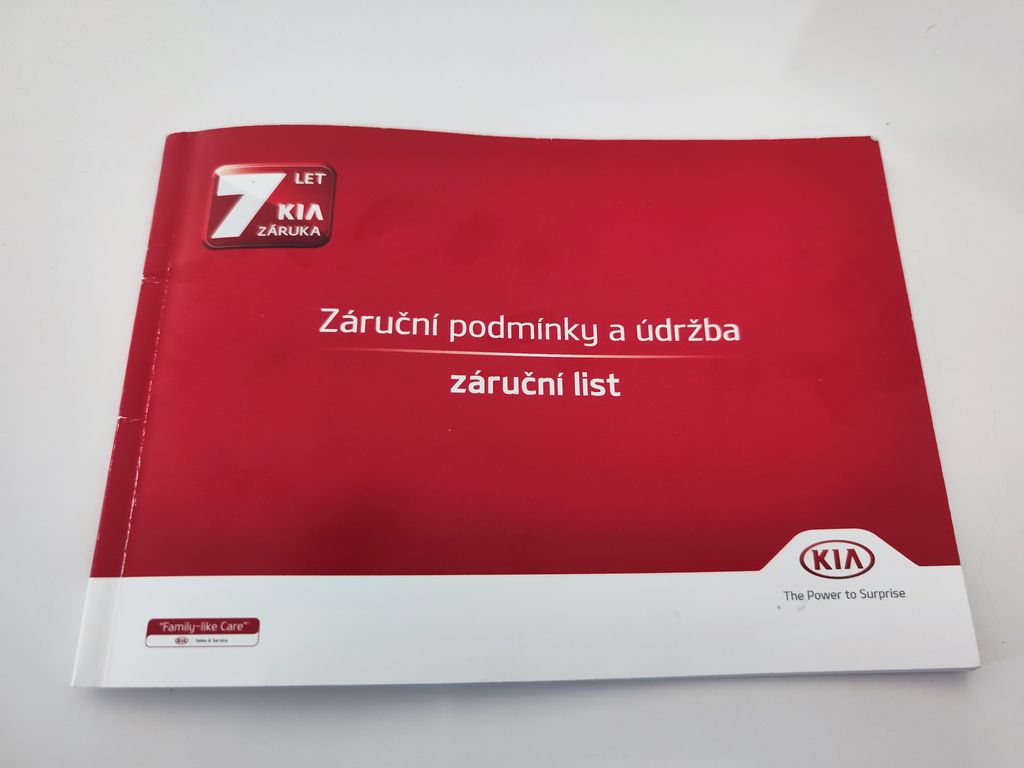 7 LET
KIA
ZÁRUKA
Záruční podmínky a údržba
záruční list
KIA
The Power to Surprise
"Family-like Care"
KIA Sales & Service